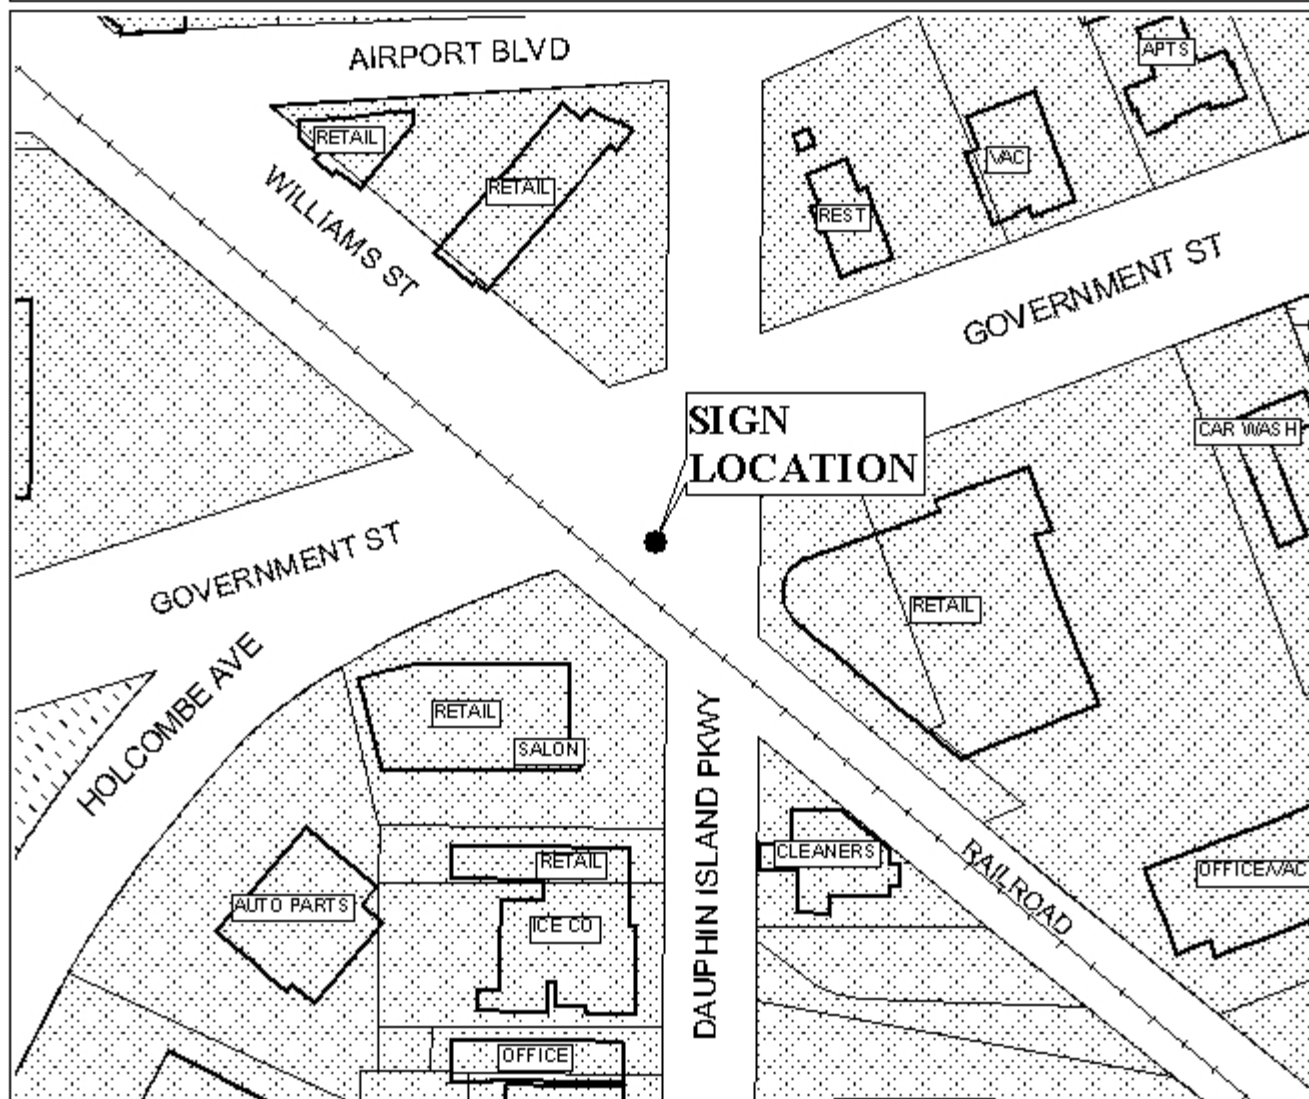 AIRPORT BLVD
APTS
RETAIL
VAC
RETAIL
REST
WILLIAMS ST
GOVERNMENT ST
SIGN
LOCATION
CAR WASH
GOVERNMENT ST
RETAIL
HOLCOMBE AVE
RETAIL
SALON
DAUPHIN ISLAND PKWY
RETAIL
CLEANERS
RAILROAD
OFFICE/VAC
AUTO PARTS
ICE CO
OFFICE